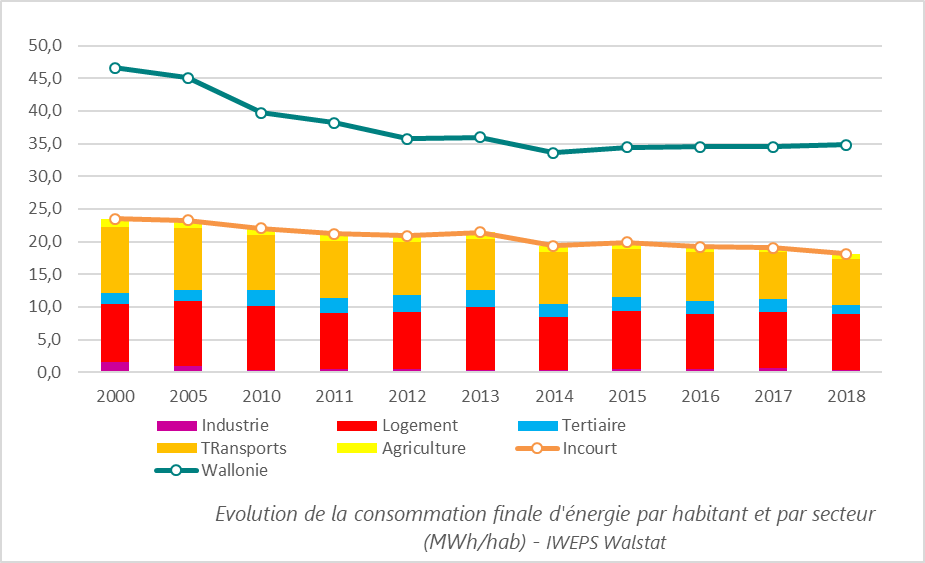 50,0
45,0
40,0
35,0
30,0
25,0
20,0
15,0
10,0
5,0
0,0
2000 2005 2010 2011 2012 2013 2014 2015 2016 2017 2018
Industrie Logement Tertiaire
TRansports Agriculture Incourt
Wallonie
Evolution de la consommation finale d'énergie par habitant et par secteur
(MWh/hab) - IWEPS Walstat